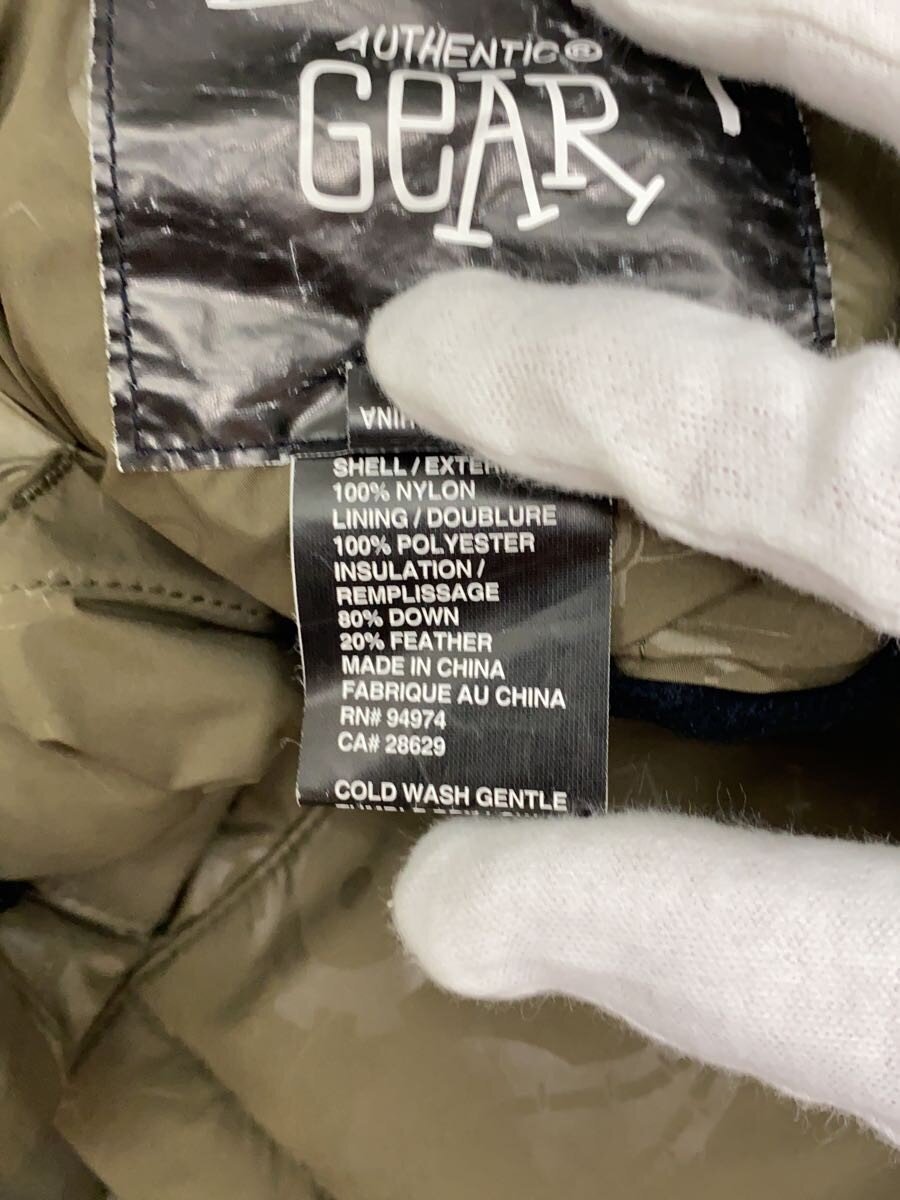 AUTHENTIC®
GEAR
SHELL / EXTER
100% NYLON
LINING / DOUBLURE
100% POLYESTER
INSULATION /
REMPLISSAGE
80% DOWN
20% FEATHER
MADE IN CHINA
FABRIQUE AU CHINA
RN# 94974
CA# 28629
COLD WASH GENTLE